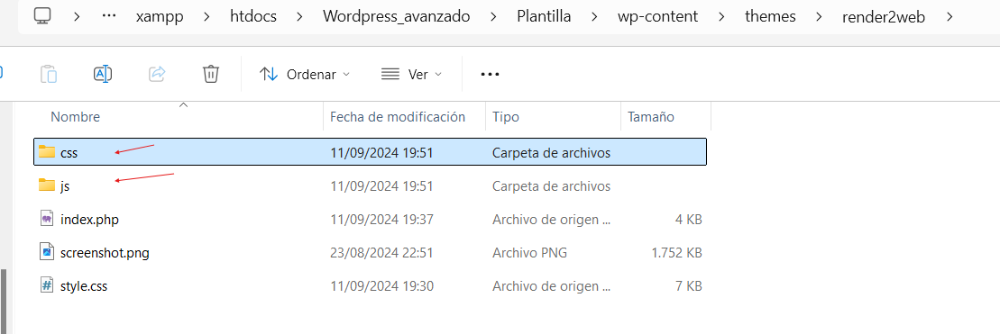 xampp > htdocs > Wordpress_avanzado > Plantilla > wp-content > themes > render2web >
Ordenar Ver
Nombre Fecha de modificación Tipo Tamaño
css 11/09/2024 19:51 Carpeta de archivos
js 11/09/2024 19:51 Carpeta de archivos
index.php 11/09/2024 19:37 Archivo de origen ... 4 KB
screenshot.png 23/08/2024 22:51 Archivo PNG 1.752 KB
style.css 11/09/2024 19:30 Archivo de origen ... 7 KB